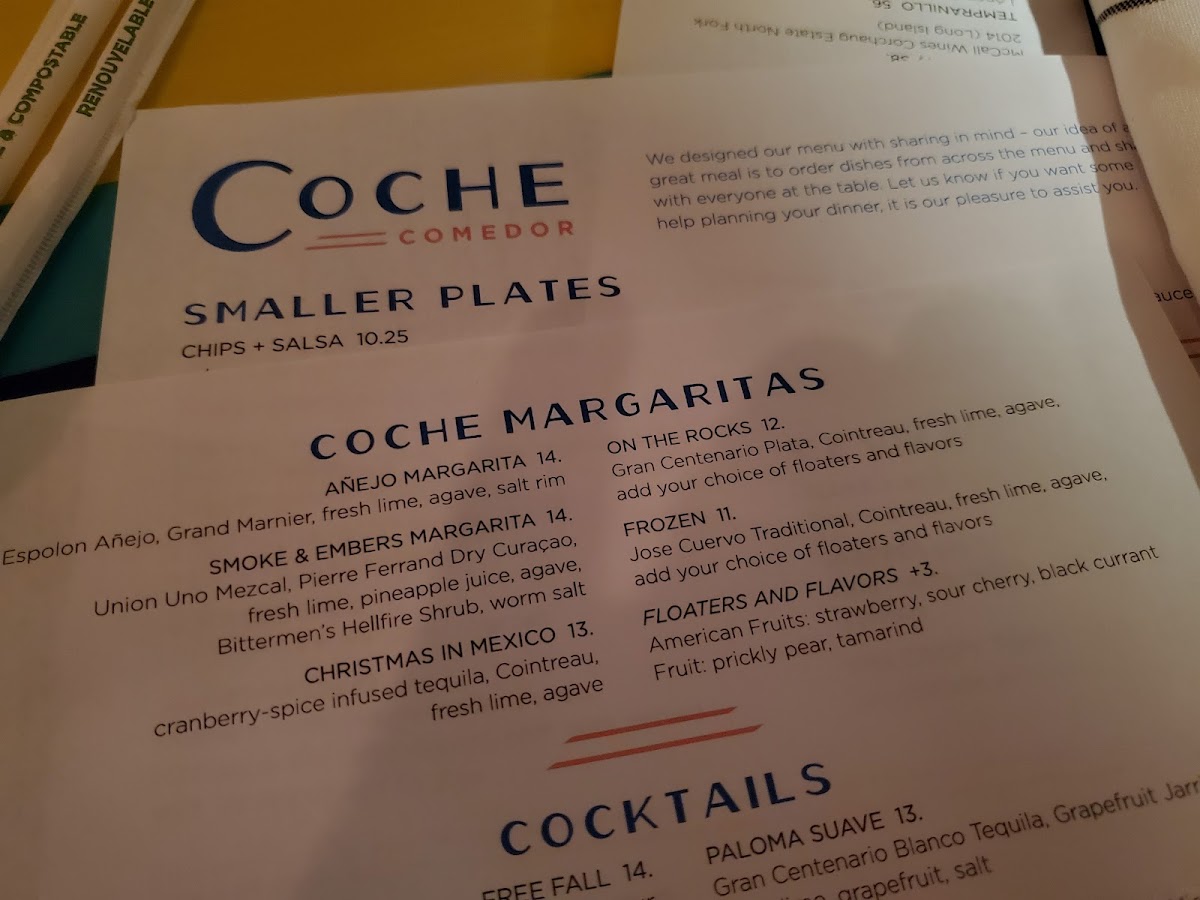 & COMPOSTABLE
RENOUVELABLE
TEMPRANILLO 56
2014 (Long Island)
McCall Wines Corchaug Estate North Fork
COCHE
COMEDOR
We designed our menu with sharing in mind – our idea of a
great meal is to order dishes from across the menu and
with everyone at the table. Let us know if you want some
help planning your dinner, it is our pleasure to assist you.
SMALLER PLATES
CHIPS + SALSA 10.25
COCHE MARGARITAS
AÑEJO MARGARITA 14.
Espolon Añejo, Grand Marnier, fresh lime, agave, salt rim
SMOKE & EMBERS MARGARITA 14.
Union Uno Mezcal, Pierre Ferrand Dry Curaçao,
fresh lime, pineapple juice, agave,
Bittermen's Hellfire Shrub, worm salt
CHRISTMAS IN MEXICO 13.
cranberry-spice infused tequila, Cointreau,
fresh lime, agave
ON THE ROCKS 12.
Gran Centenario Plata, Cointreau, fresh lime, agave,
add your choice of floaters and flavors
FROZEN 11.
Jose Cuervo Traditional, Cointreau, fresh lime, agave,
add your choice of floaters and flavors
FLOATERS AND FLAVORS +3.
American Fruits: strawberry, sour cherry, black currant
Fruit: prickly pear, tamarind
COCKTAILS
FREE FALL 14.
PALOMA SUAVE 13.
Gran Centenario Blanco Tequila, Grapefruit
grapefruit, salt